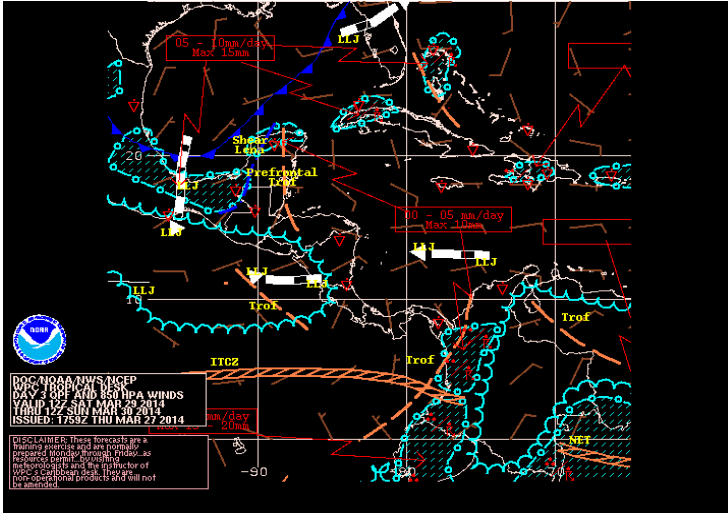 LLJ
05 - 10mm/day
Max 15mm
Shear
20
Prefrontal
Trof
LLJ
LLJ
00 - 05 mm/day
Max 10mm
LLJ
LLJ
LLJ
LLJ
LLJ
10
Trof
Trof
NOAA
ITCZ
Trof
DOC/NOAA/NWS/NCEP
WPC TROPICAL DESK
DAY 3 QPF AND 850 HPA WINDS
VALID 12Z SAT MAR 29 2014
THRU 12Z SUN MAR 30 2014
ISSUED: 1759Z THU MAR 27 2014
mm/day
20mm
DISCLAIMER: These forecasts are a
training exercise and are normally
prepared Monday through Friday...as
resources permit...by visiting
meteorologists and the instructor of
WPC's Caribbean desk. They are
non-operational products and will not
be amended.
NET
-90
-80
-70